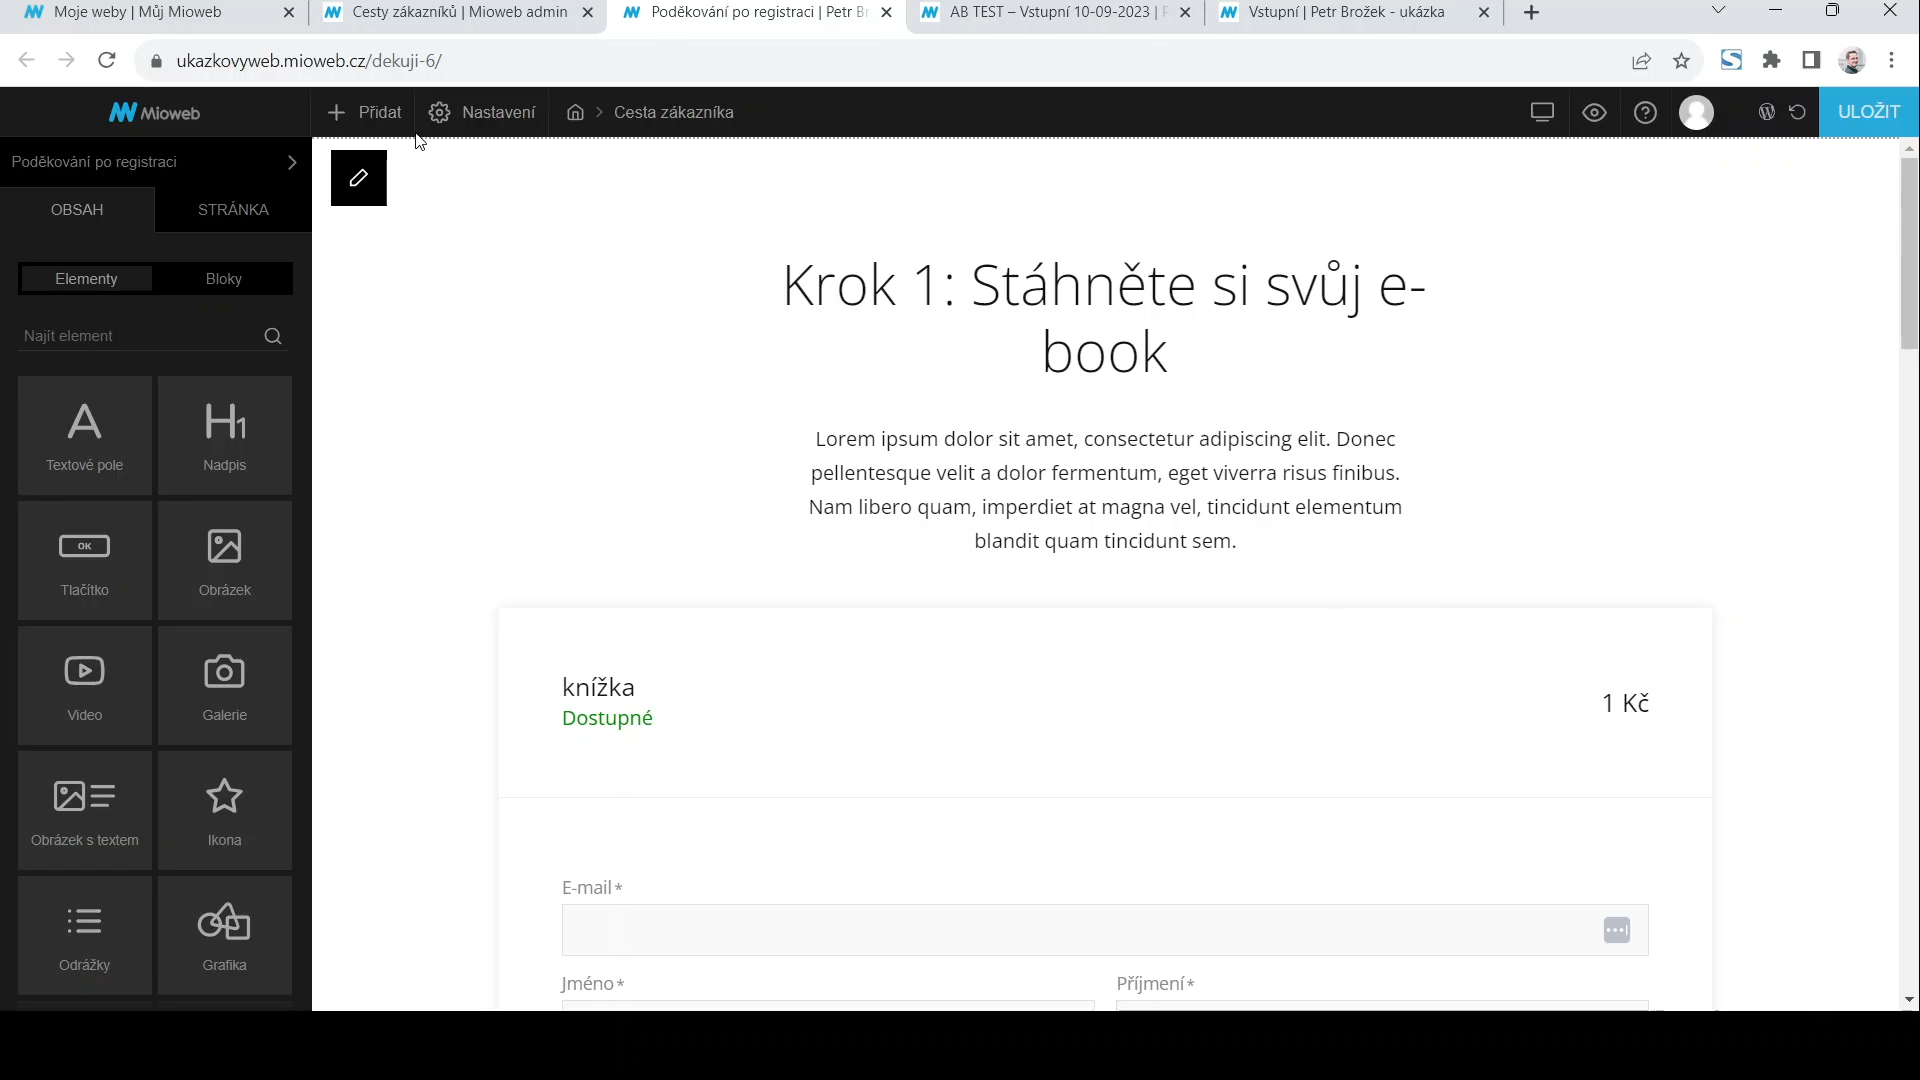 Moje weby | Můj Mioweb
Cesty zákazníků | Mioweb admin
Poděkování po registraci | Petr Br
AB TEST – Vstupní 10-09-2023 |
Vstupní | Petr Brožek - ukázka
ukazkovyweb.mioweb.cz/dekuji-6/
Mioweb
Přidat
Nastavení
Cesta zákazníka
ULOŽIT
Poděkování po registraci
OBSAH
STRÁNKA
Elementy
Bloky
Najít element
Textové pole
Nadpis
OK
Tlačítko
Obrázek
Video
Galerie
Obrázek s textem
Ikona
Odrážky
Grafika
Krok 1: Stáhněte si svůj e-
book
Lorem ipsum dolor sit amet, consectetur adipiscing elit. Donec
pellentesque velit a dolor fermentum, eget viverra risus finibus.
Nam libero quam, imperdiet at magna vel, tincidunt elementum
blandit quam tincidunt sem.
knížka
Dostupné
1 Kč
E-mail*
Jméno*
Příjmení*